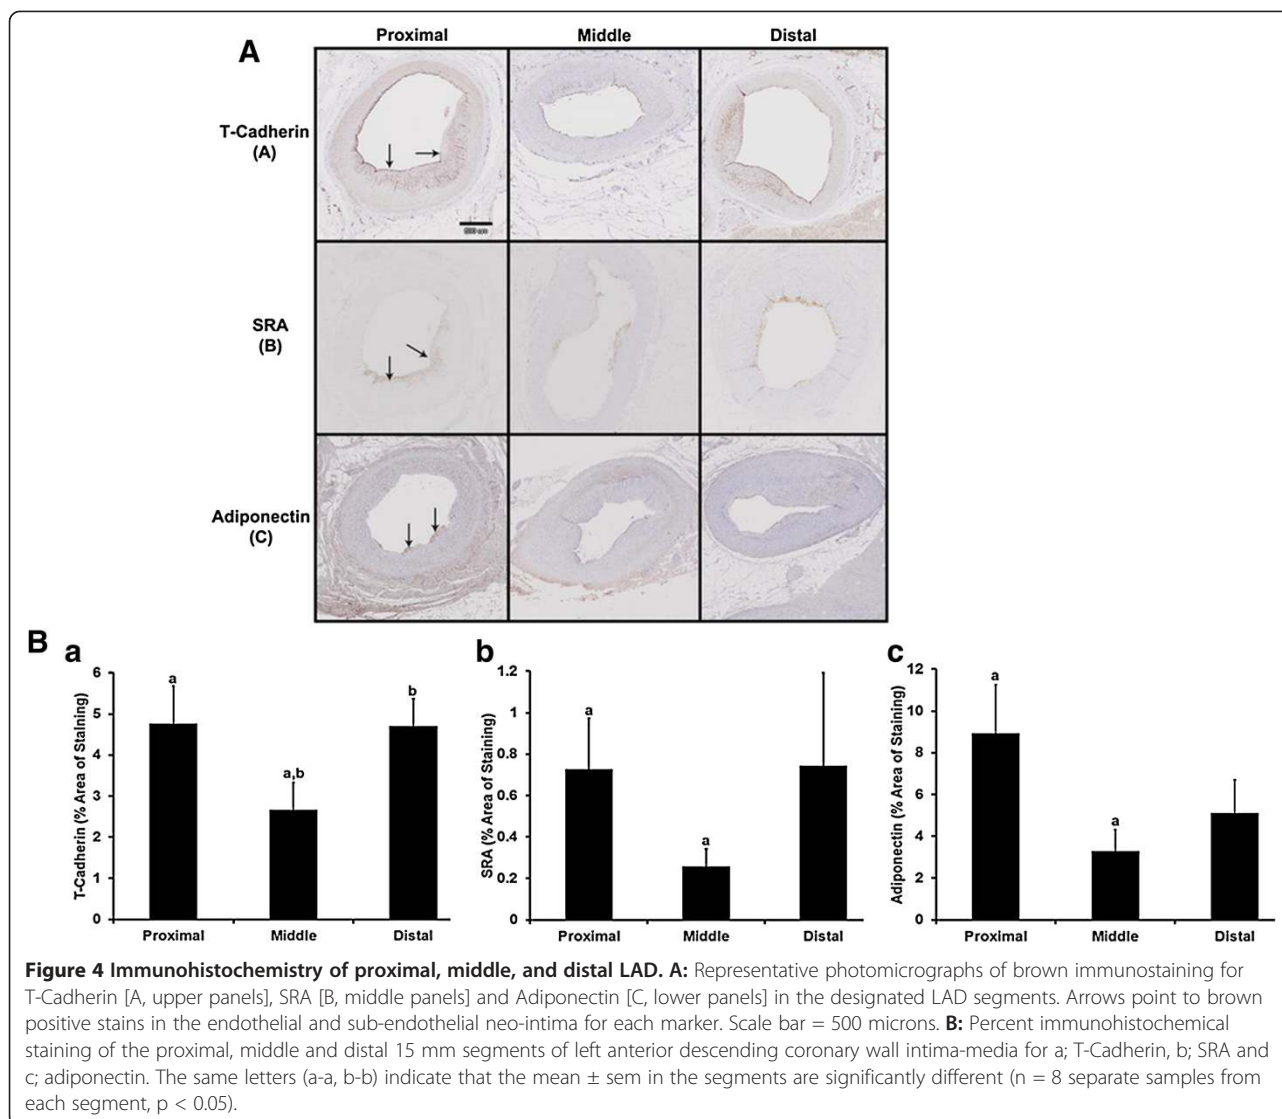 A
Proximal Middle Distal
T-Cadherin
(A)
500 um
SRA
(B)
Adiponectin
(C)
B
a
T-Cadherin (% Area of Staining)
6
5
4
3
2
1
0
a
a,b
b
Proximal Middle Distal
b
SRA (% Area of Staining)
1.2
1
0.8
0.6
0.4
0.2
0
a
a
Proximal Middle Distal
c
Adiponectin (% Area of Staining)
12
10
8
6
4
2
0
a
a
Proximal Middle Distal
Figure 4 Immunohistochemistry of proximal, middle, and distal LAD. A: Representative photomicrographs of brown immunostaining for
T-Cadherin [A, upper panels], SRA [B, middle panels] and Adiponectin [C, lower panels] in the designated LAD segments. Arrows point to brown
positive stains in the endothelial and sub-endothelial neo-intima for each marker. Scale bar = 500 microns. B: Percent immunohistochemical
staining of the proximal, middle and distal 15 mm segments of left anterior descending coronary wall intima-media for a; T-Cadherin, b; SRA and
c; adiponectin. The same letters (a-a, b-b) indicate that the mean ± sem in the segments are significantly different (n = 8 separate samples from
each segment, p < 0.05).